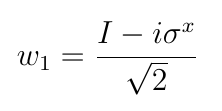 $w_1 = \frac{I - i\sigma^x}{\sqrt{2}}$